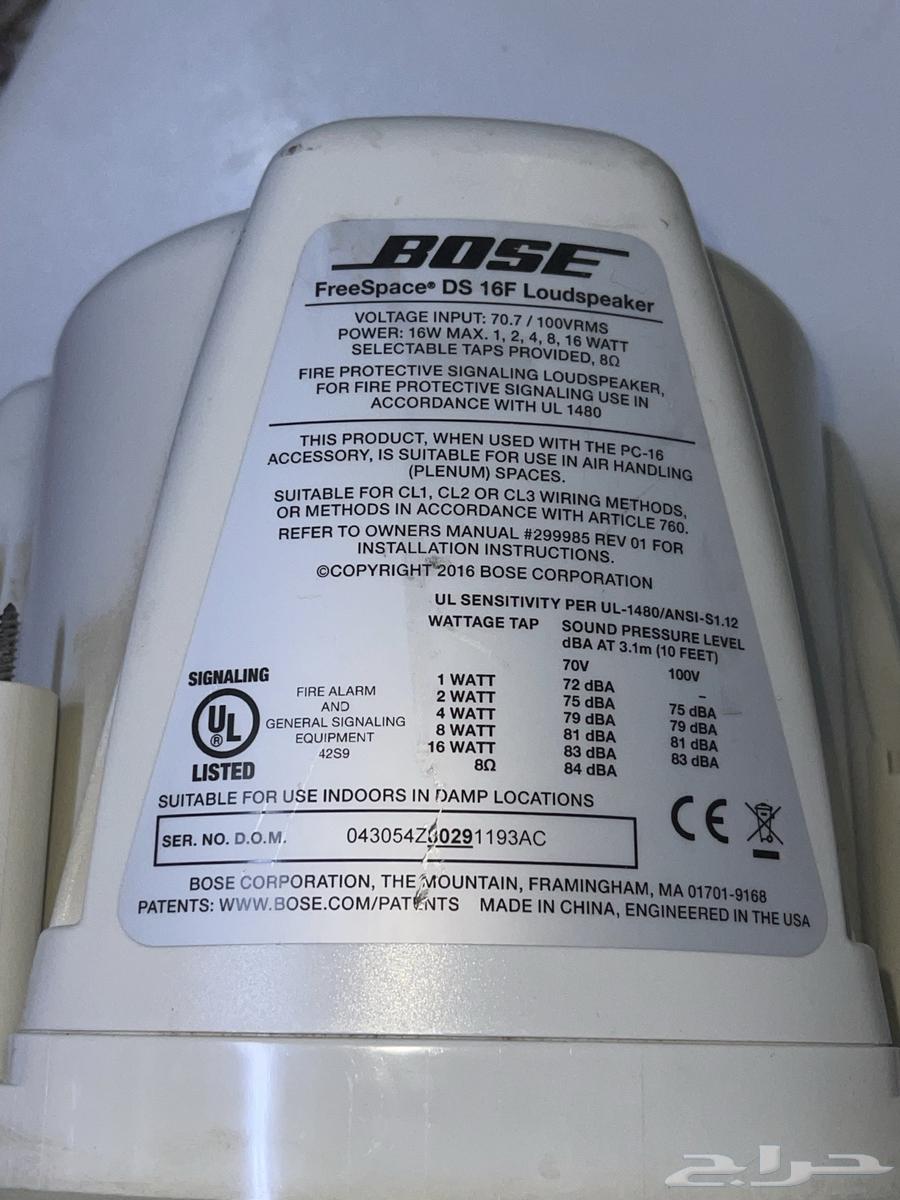 BOSE
FreeSpace® DS 16F Loudspeaker
VOLTAGE INPUT: 70.7 / 100VRMS
POWER: 16W MAX. 1, 2, 4, 8, 16 WATT
SELECTABLE TAPS PROVIDED, 8Ω
FIRE PROTECTIVE SIGNALING LOUDSPEAKER,
FOR FIRE PROTECTIVE SIGNALING USE IN
ACCORDANCE WITH UL 1480
THIS PRODUCT, WHEN USED WITH THE PC-16
ACCESSORY, IS SUITABLE FOR USE IN AIR HANDLING
(PLENUM) SPACES.
SUITABLE FOR CL1, CL2 OR CL3 WIRING METHODS,
OR METHODS IN ACCORDANCE WITH ARTICLE 760.
REFER TO OWNERS MANUAL #299985 REV 01 FOR
INSTALLATION INSTRUCTIONS.
©COPYRIGHT 2016 BOSE CORPORATION
UL SENSITIVITY PER UL-1480/ANSI-S1.12
WATTAGE TAP SOUND PRESSURE LEVEL
dBA AT 3.1m (10 FEET)
70V 100V
1 WATT 72 dBA –
2 WATT 75 dBA 75 dBA
4 WATT 79 dBA 79 dBA
8 WATT 81 dBA 81 dBA
16 WATT 83 dBA 83 dBA
8Ω 84 dBA
SIGNALING
UL ®
LISTED
FIRE ALARM
AND
GENERAL SIGNALING
EQUIPMENT
42S9
SUITABLE FOR USE INDOORS IN DAMP LOCATIONS
CE
SER. NO. D.O.M. 
BOSE CORPORATION, THE MOUNTAIN, FRAMINGHAM, MA 01701-9168
PATENTS: WWW.BOSE.COM/PATENTS MADE IN CHINA, ENGINEERED IN THE USA
حراج